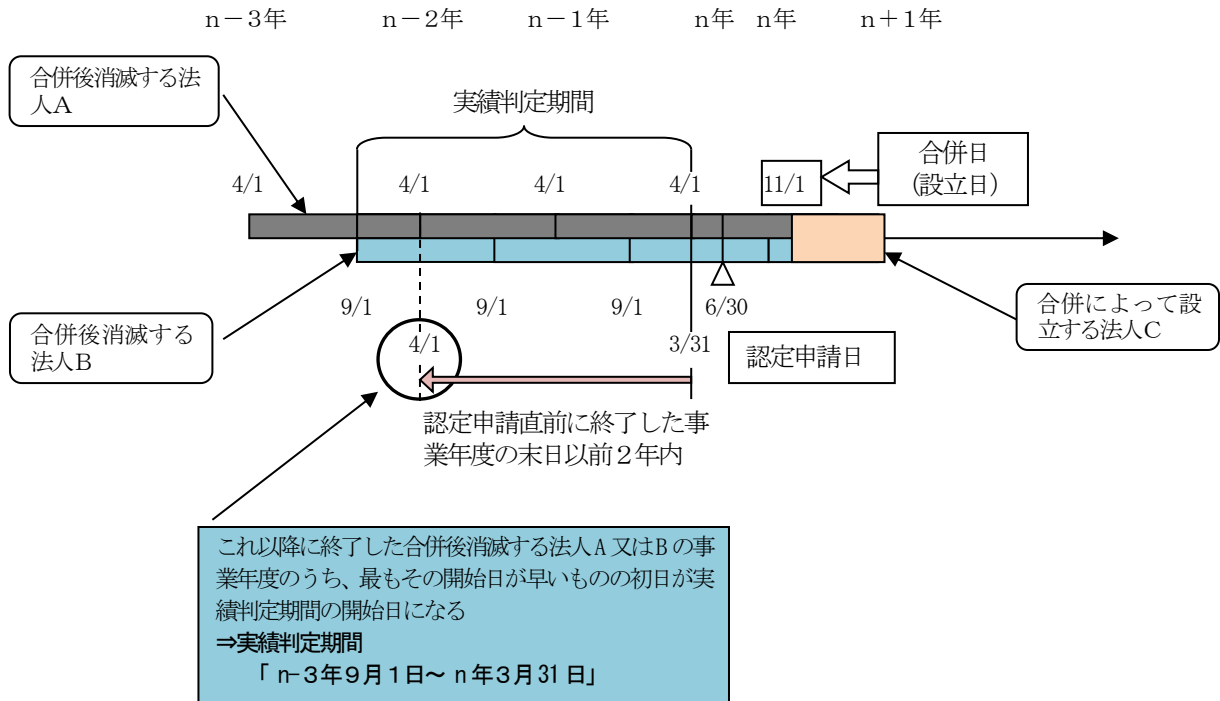 n－3年 n－2年 n－1年 n年 n年 n＋1年
合併後消滅する法
人A
実績判定期間
合併日
（設立日）
4/1 4/1 4/1 4/1 11/1
9/1 9/1 9/1 6/30
合併後消滅する
法人B
4/1 3/31
認定申請日
合併によって設
立する法人C
認定申請直前に終了した事
業年度の末日以前２年内
これ以降に終了した合併後消滅する法人A又はBの事
業年度のうち、最もその開始日が早いものの初日が実
績判定期間の開始日になる
⇒実績判定期間
「n-3年９月１日～n年３月31日」